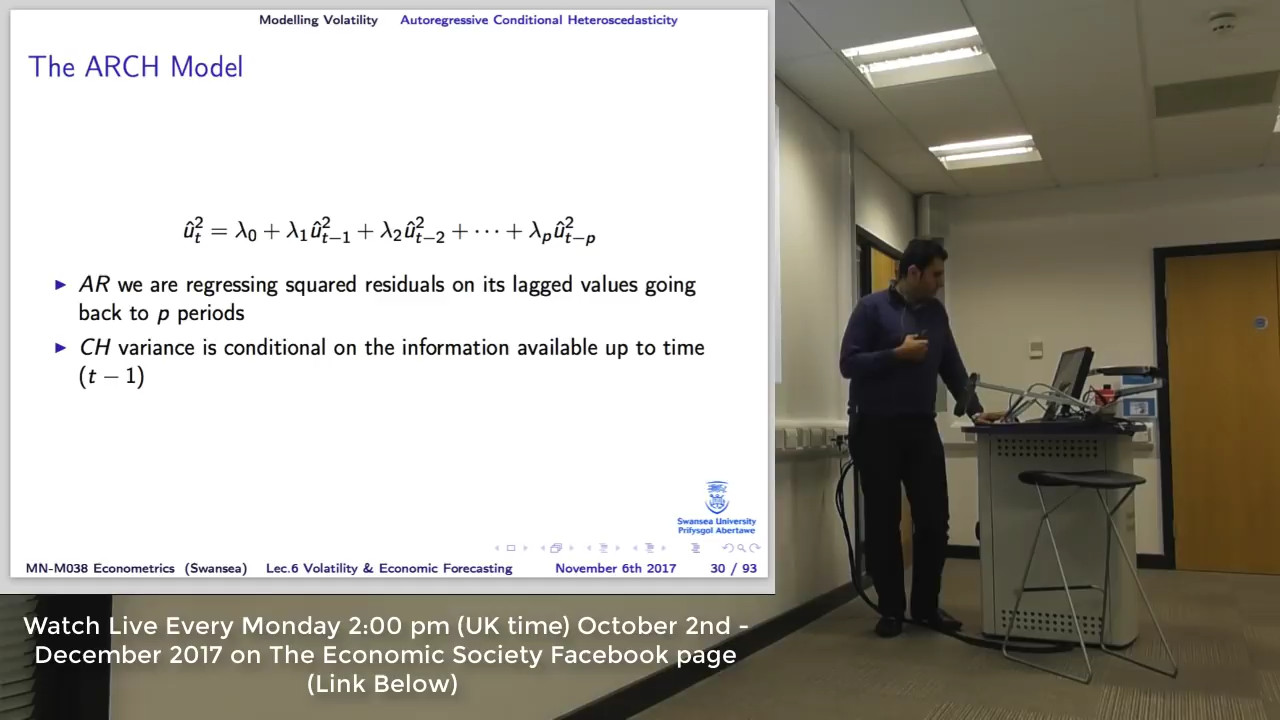 Modelling Volatility Autoregressive Conditional Heteroscedasticity
The ARCH Model
û²ₜ = λ₀ + λ₁û²ₜ₋₁ + λ₂û²ₜ₋₂ + ⋯ + λₚû²ₜ₋ₚ
▶ AR we are regressing squared residuals on its lagged values going
back to p periods
▶ CH variance is conditional on the information available up to time
(t − 1)
Swansea University
Prifysgol Abertawe
MN-M038 Econometrics (Swansea) Lec.6 Volatility & Economic Forecasting November 6th 2017 30 / 93
Watch Live Every Monday 2:00 pm (UK time) October 2nd -
December 2017 on The Economic Society Facebook page
(Link Below)